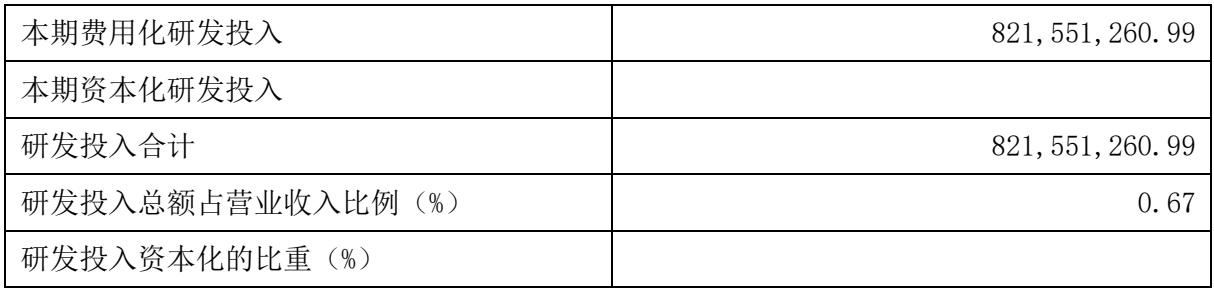 本期费用化研发投入 821,551,260.99
本期资本化研发投入
研发投入合计 821,551,260.99
研发投入总额占营业收入比例（%） 0.67
研发投入资本化的比重（%）